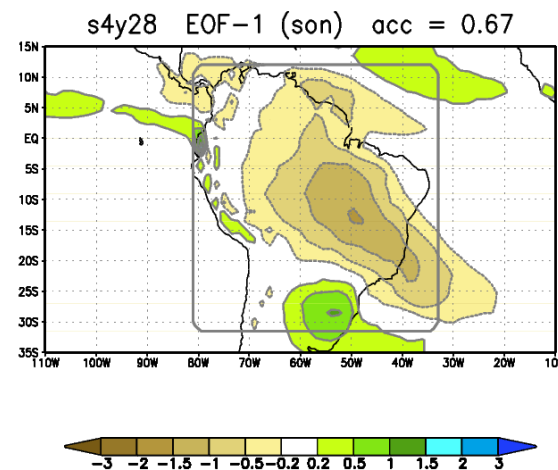 s4y28 EOF-1 (son) acc = 0.67
15N
10N
5N
EQ
5S
10S
15S
20S
25S
30S
35S
110W 100W 90W 80W 70W 60W 50W 40W 30W 20W 10
-3 -2 -1.5 -1 -0.5 -0.2 0.2 0.5 1 1.5 2 3